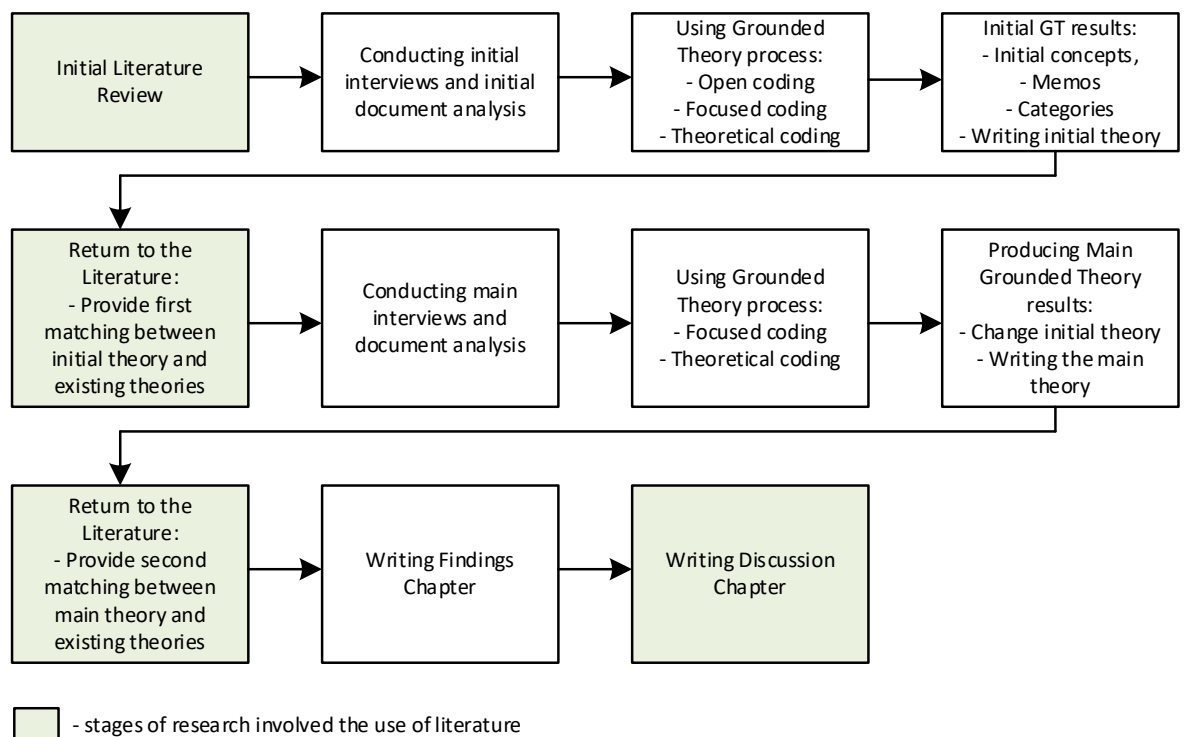 Initial Literature
Review
Conducting initial
interviews and initial
document analysis
Using Grounded
Theory process:
- Open coding
- Focused coding
- Theoretical coding
Initial GT results:
- Initial concepts,
- Memos
- Categories
- Writing initial theory
Return to the
Literature:
- Provide first
matching between
initial theory and
existing theories
Conducting main
interviews and
document analysis
Using Grounded
Theory process:
- Focused coding
- Theoretical coding
Producing Main
Grounded Theory
results:
- Change initial theory
- Writing the main
theory
Return to the
Literature:
- Provide second
matching between
main theory and
existing theories
Writing Findings
Chapter
Writing Discussion
Chapter
- stages of research involved the use of literature